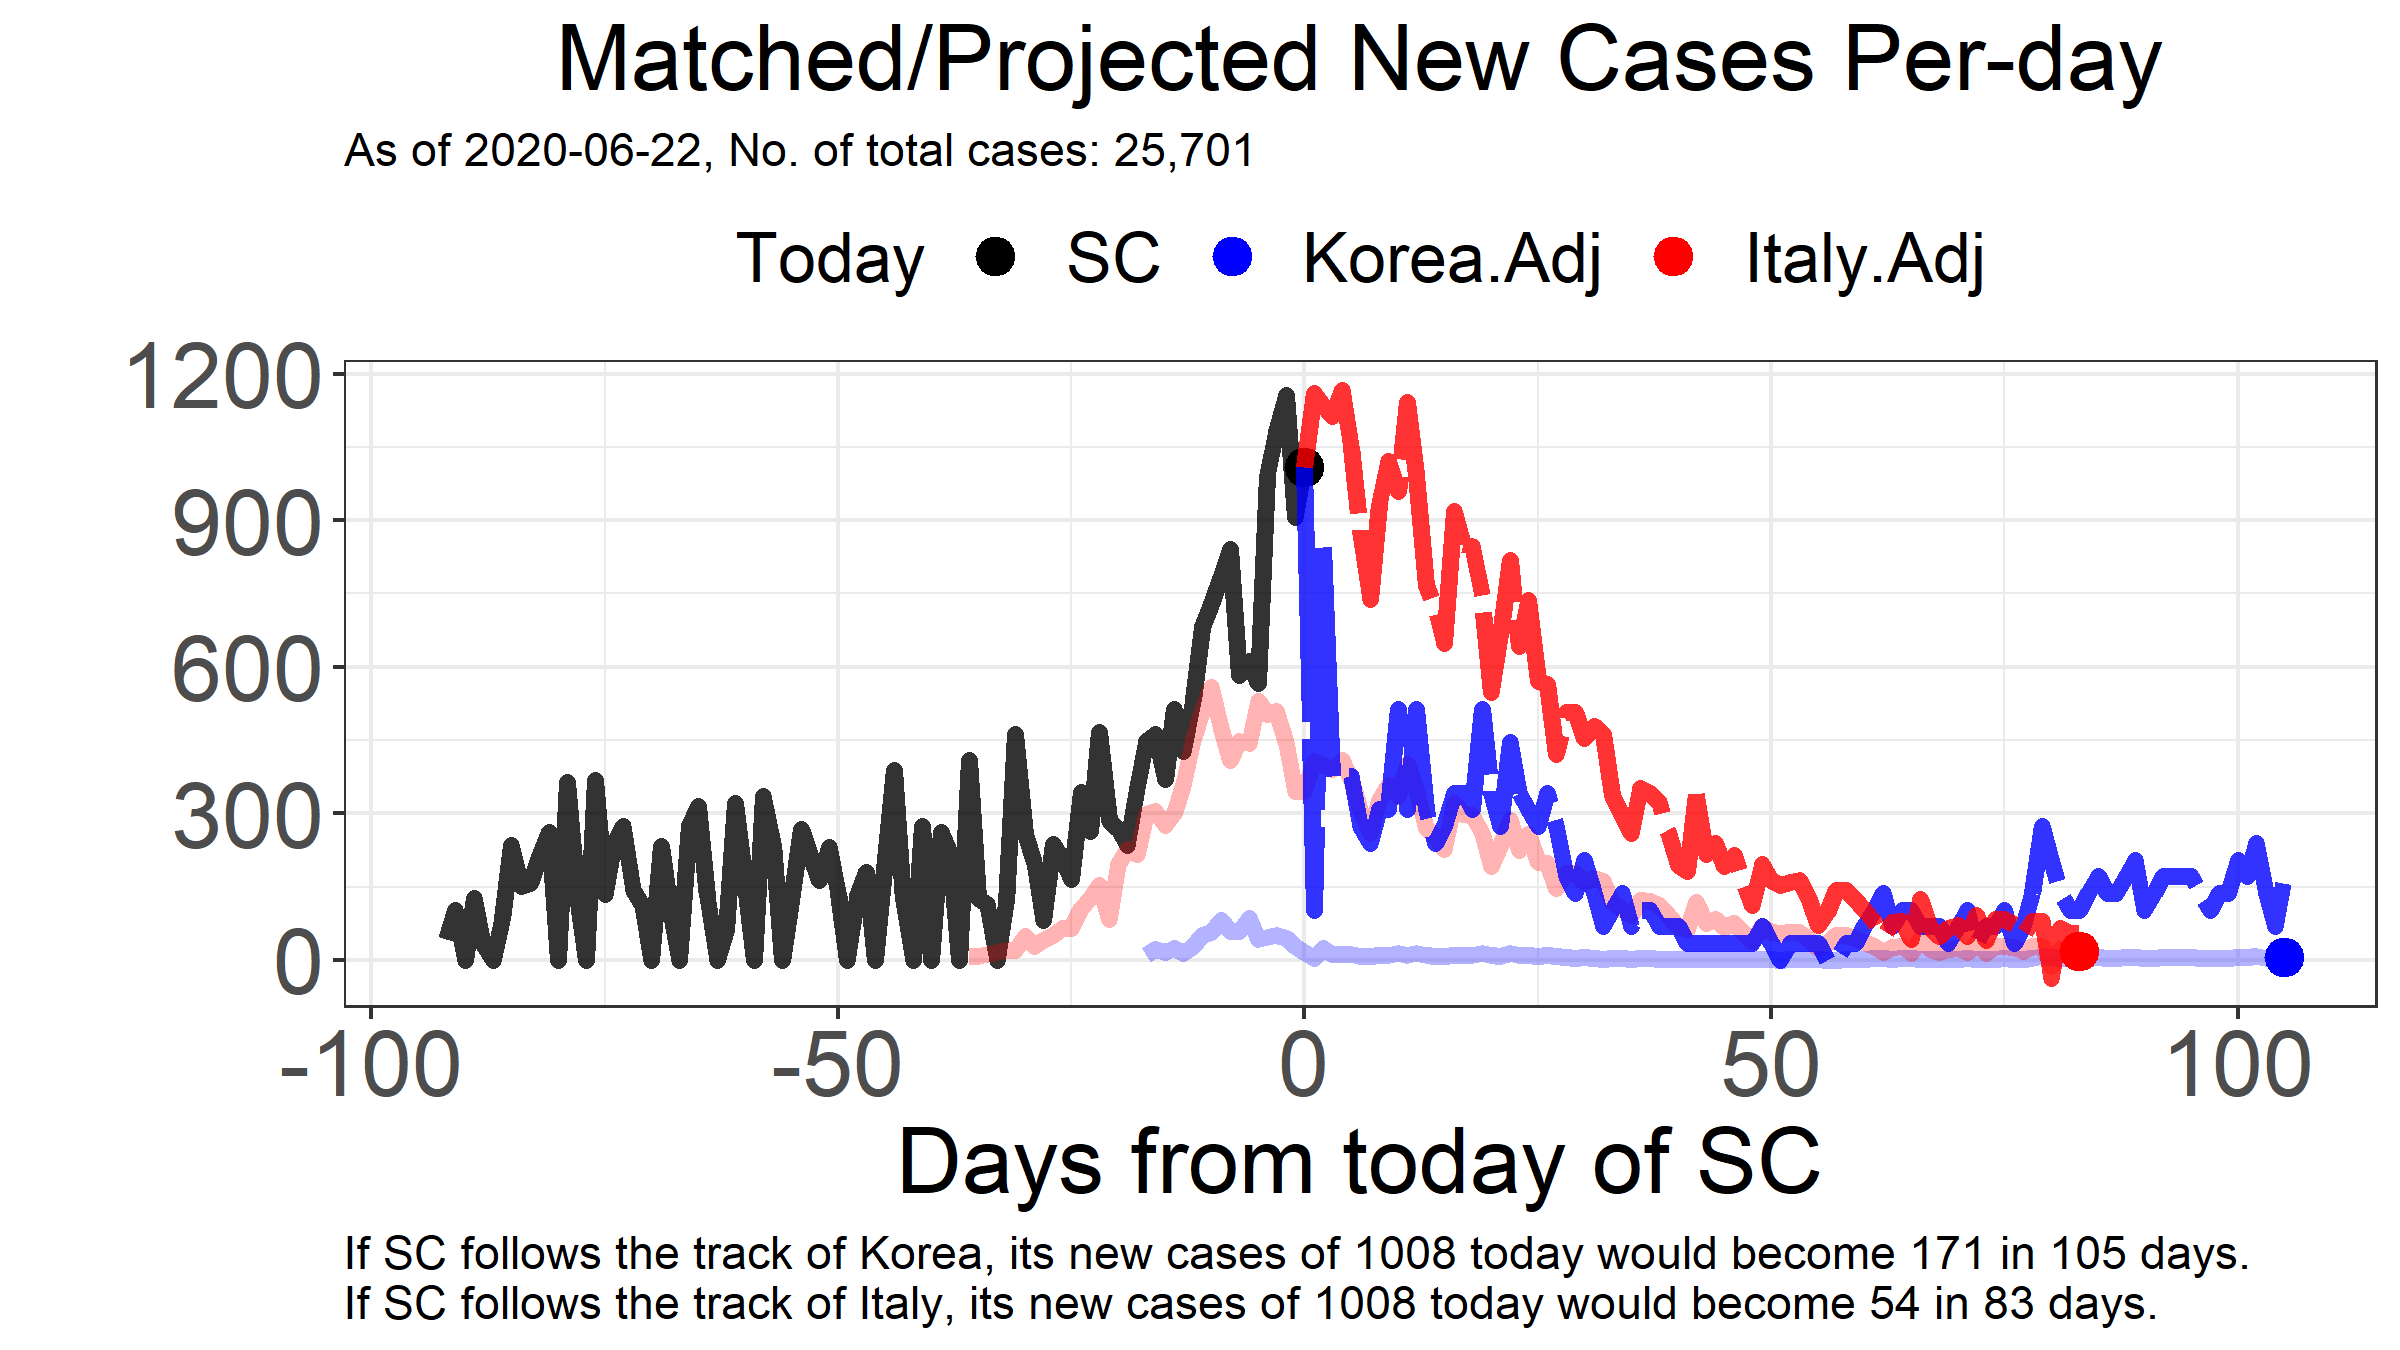 Matched/Projected New Cases Per-day
As of 2020-06-22, No. of total cases: 25,701
Today SC Korea.Adj Italy.Adj
1200
900
600
300
0
-100 -50 0 50 100
Days from today of SC
If SC follows the track of Korea, its new cases of 1008 today would become 171 in 105 days.
If SC follows the track of Italy, its new cases of 1008 today would become 54 in 83 days.